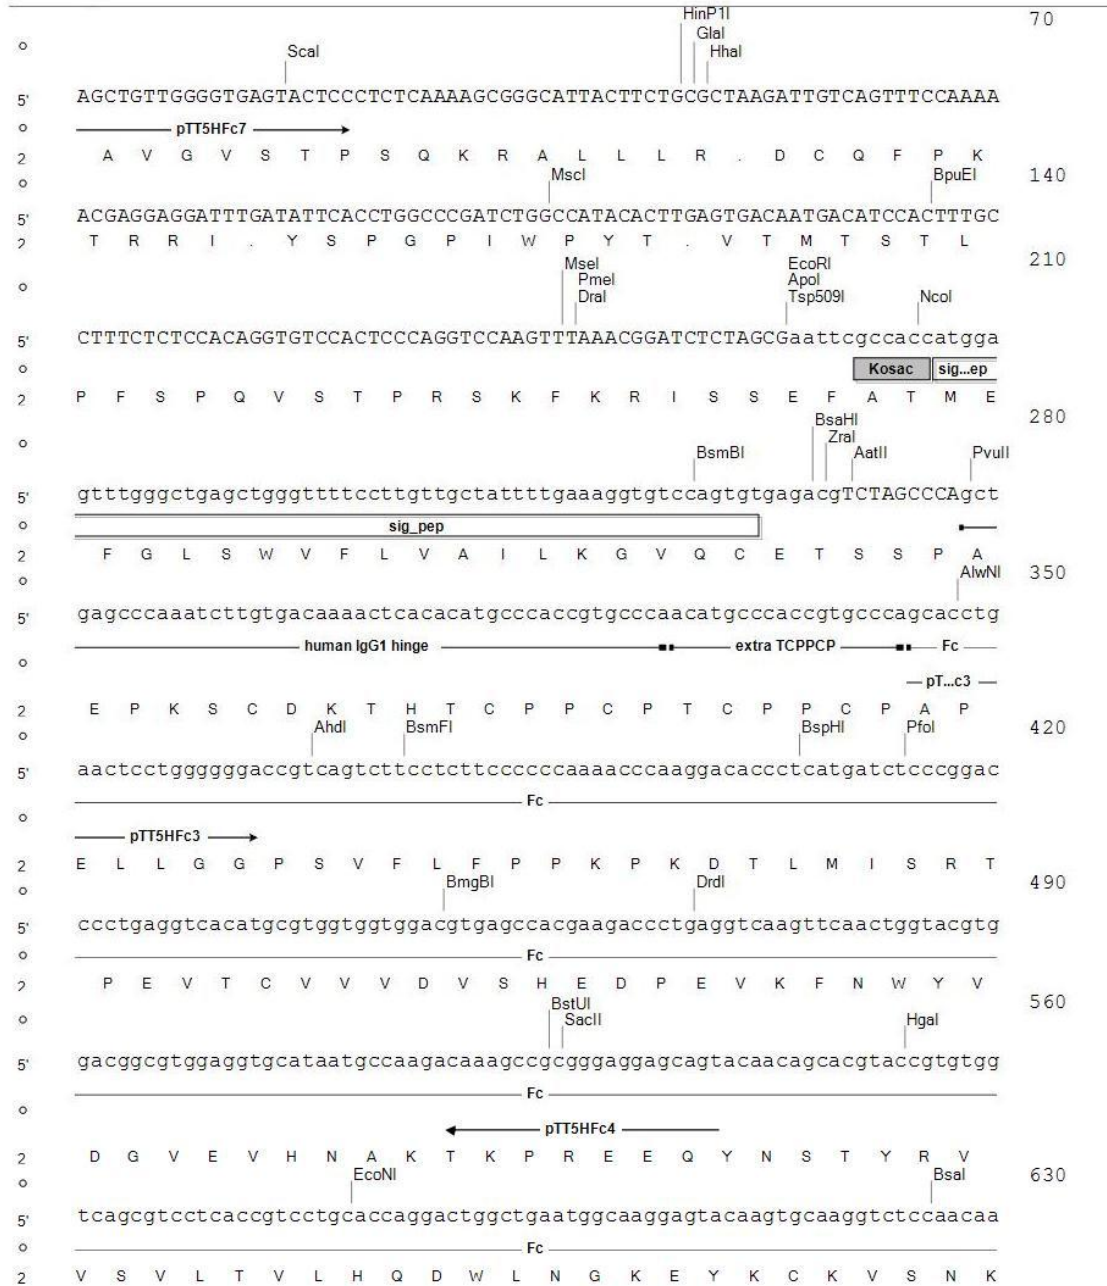 HinP1I 70
GlaI
° ScaI HhaI
5' AGCTGTTGGGGTGAGTACTCCCTCTCAAAAGCGGGCATTACTTCTGCGCTAAGATTGTCAGTTTCCAAAA
° pTT5HFc7
2 A V G V S T P S Q K R A L L L R . D C Q F P K
° MscI BpuEI 140
5' ACGAGGAGGATTTGATATTCACCTGGCCCGATCTGGCCATACACTTGAGTGACAATGACATCCACTTTGC
2 T R R I . Y S P G P I W P Y T . V T M T S T L
MseI EcoRI 210
PmeI ApoI
° DraI Tsp509I NcoI
5' CTTTCTCTCCACAGGTGTCCACTCCCAGGTCCAAGTTTAAACGGATCTCTAGCGaattcgccaccatgga
° Kosac sig...ep
2 P F S P Q V S T P R S K F K R I S S E F A T M E
BsaHI 280
ZraI
° BsmBI AatII PvuII
5' gtttgggctgagctgggttttccttgttgctattttgaaaggtgtccagtgtgagacgTCTAGCCCAgct
° sig_pep
2 F G L S W V F L V A I L K G V Q C E T S S P A
° AlwNI 350
5' gagcccaaatcttgtgacaaaactcacacatgcccaccgtgcccaacatgcccaccgtgcccagcacctg
human IgG1 hinge extra TCPPCP Fc
° pT...c3
2 E P K S C D K T H T C P P C P T C P P C P A P
° AhdI BsmFI BspHI PfoI 420
5' aactcctggggggaccgtcagtcttcctcttccccccaaaacccaaggacaccctcatgatctcccggac
Fc
° pTT5HFc3
2 E L L G G P S V F L F P P K P K D T L M I S R T
° BmgBI DrdI 490
5' ccctgaggtcacatgcgtggtggtggacgtgagccacgaagaccctgaggtcaagttcaactggtacgtg
° Fc
2 P E V T C V V V D V S H E D P E V K F N W Y V
BstUI 560
° SacII HgaI
5' gacggcgtggaggtgcataatgccaagacaaagccgcgggaggagcagtacaacagcacgtaccgtgtgg
Fc
° pTT5HFc4
2 D G V E V H N A K T K P R E E Q Y N S T Y R V
° EcoNI BsaI 630
5' tcagcgtcctcaccgtcctgcaccaggactggctgaatggcaaggagtacaagtgcaaggtctccaacaa
° Fc
2 V S V L T V L H Q D W L N G K E Y K C K V S N K